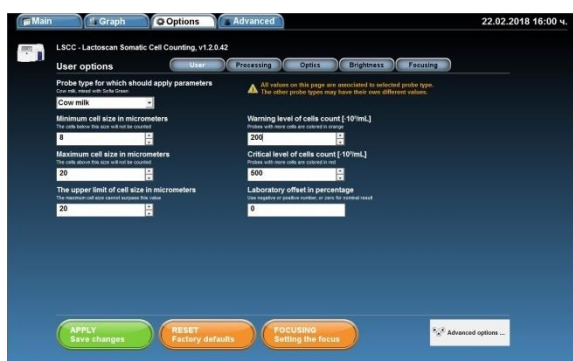 Main Graph Options Advanced 22.02.2018 16:00 ч.
LSCC - Lactoscan Somatic Cell Counting, v1.2.0.42
User options User Processing Optics Brightness Focusing
Probe type for which should apply parameters
Cow milk, mixed with Sofia Green
Cow milk
All values on this page are associated to selected probe type.
The other probe types may have their own different values.
Minimum cell size in micrometers
The cells below this size will not be counted
8
Warning level of cells count [·10³/mL]
Probes with more cells are colored in orange
200
Maximum cell size in micrometers
The cells above this size will not be counted
20
Critical level of cells count [·10³/mL]
Probes with more cells are colored in red
500
The upper limit of cell size in micrometers
The maximum cell size cannot surpass this value
20
Laboratory offset in percentage
Use negative or positive number, or zero for nominal result
0
APPLY
Save changes
RESET
Factory defaults
FOCUSING
Setting the focus
Advanced options ...